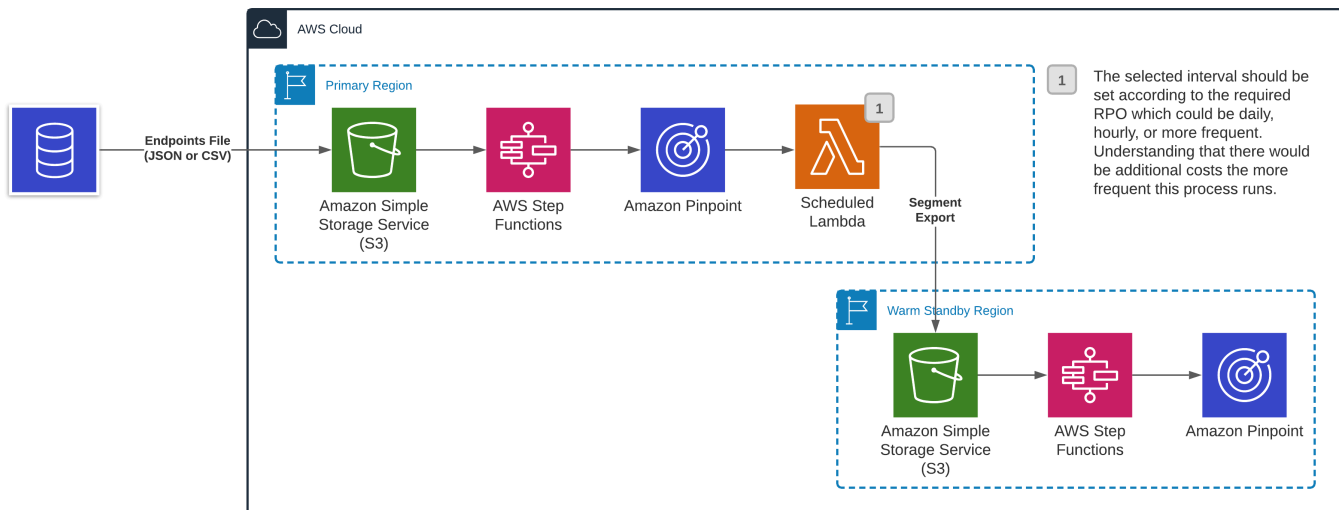 AWS Cloud
Primary Region
Endpoints File
(JSON or CSV)
Amazon Simple
Storage Service
(S3)
AWS Step
Functions
Amazon Pinpoint
1
Scheduled
Lambda
Segment
Export
1
The selected interval should be
set according to the required
RPO which could be daily,
hourly, or more frequent.
Understanding that there would
be additional costs the more
frequent this process runs.
Warm Standby Region
Amazon Simple
Storage Service
(S3)
AWS Step
Functions
Amazon Pinpoint